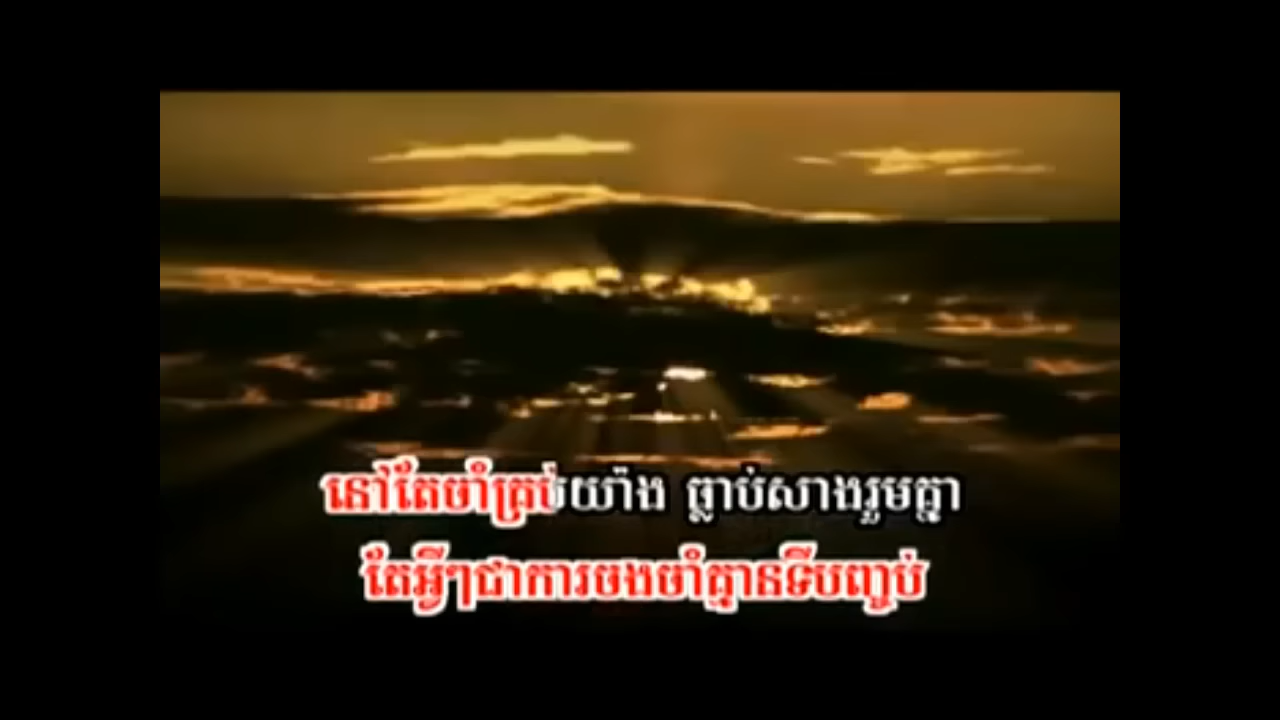 នៅតែចាំគ្រប់យ៉ាង ធ្លាប់សាងរួមគ្នា
តែអ្វីៗជាការចងចាំគ្មានទីបញ្ចប់